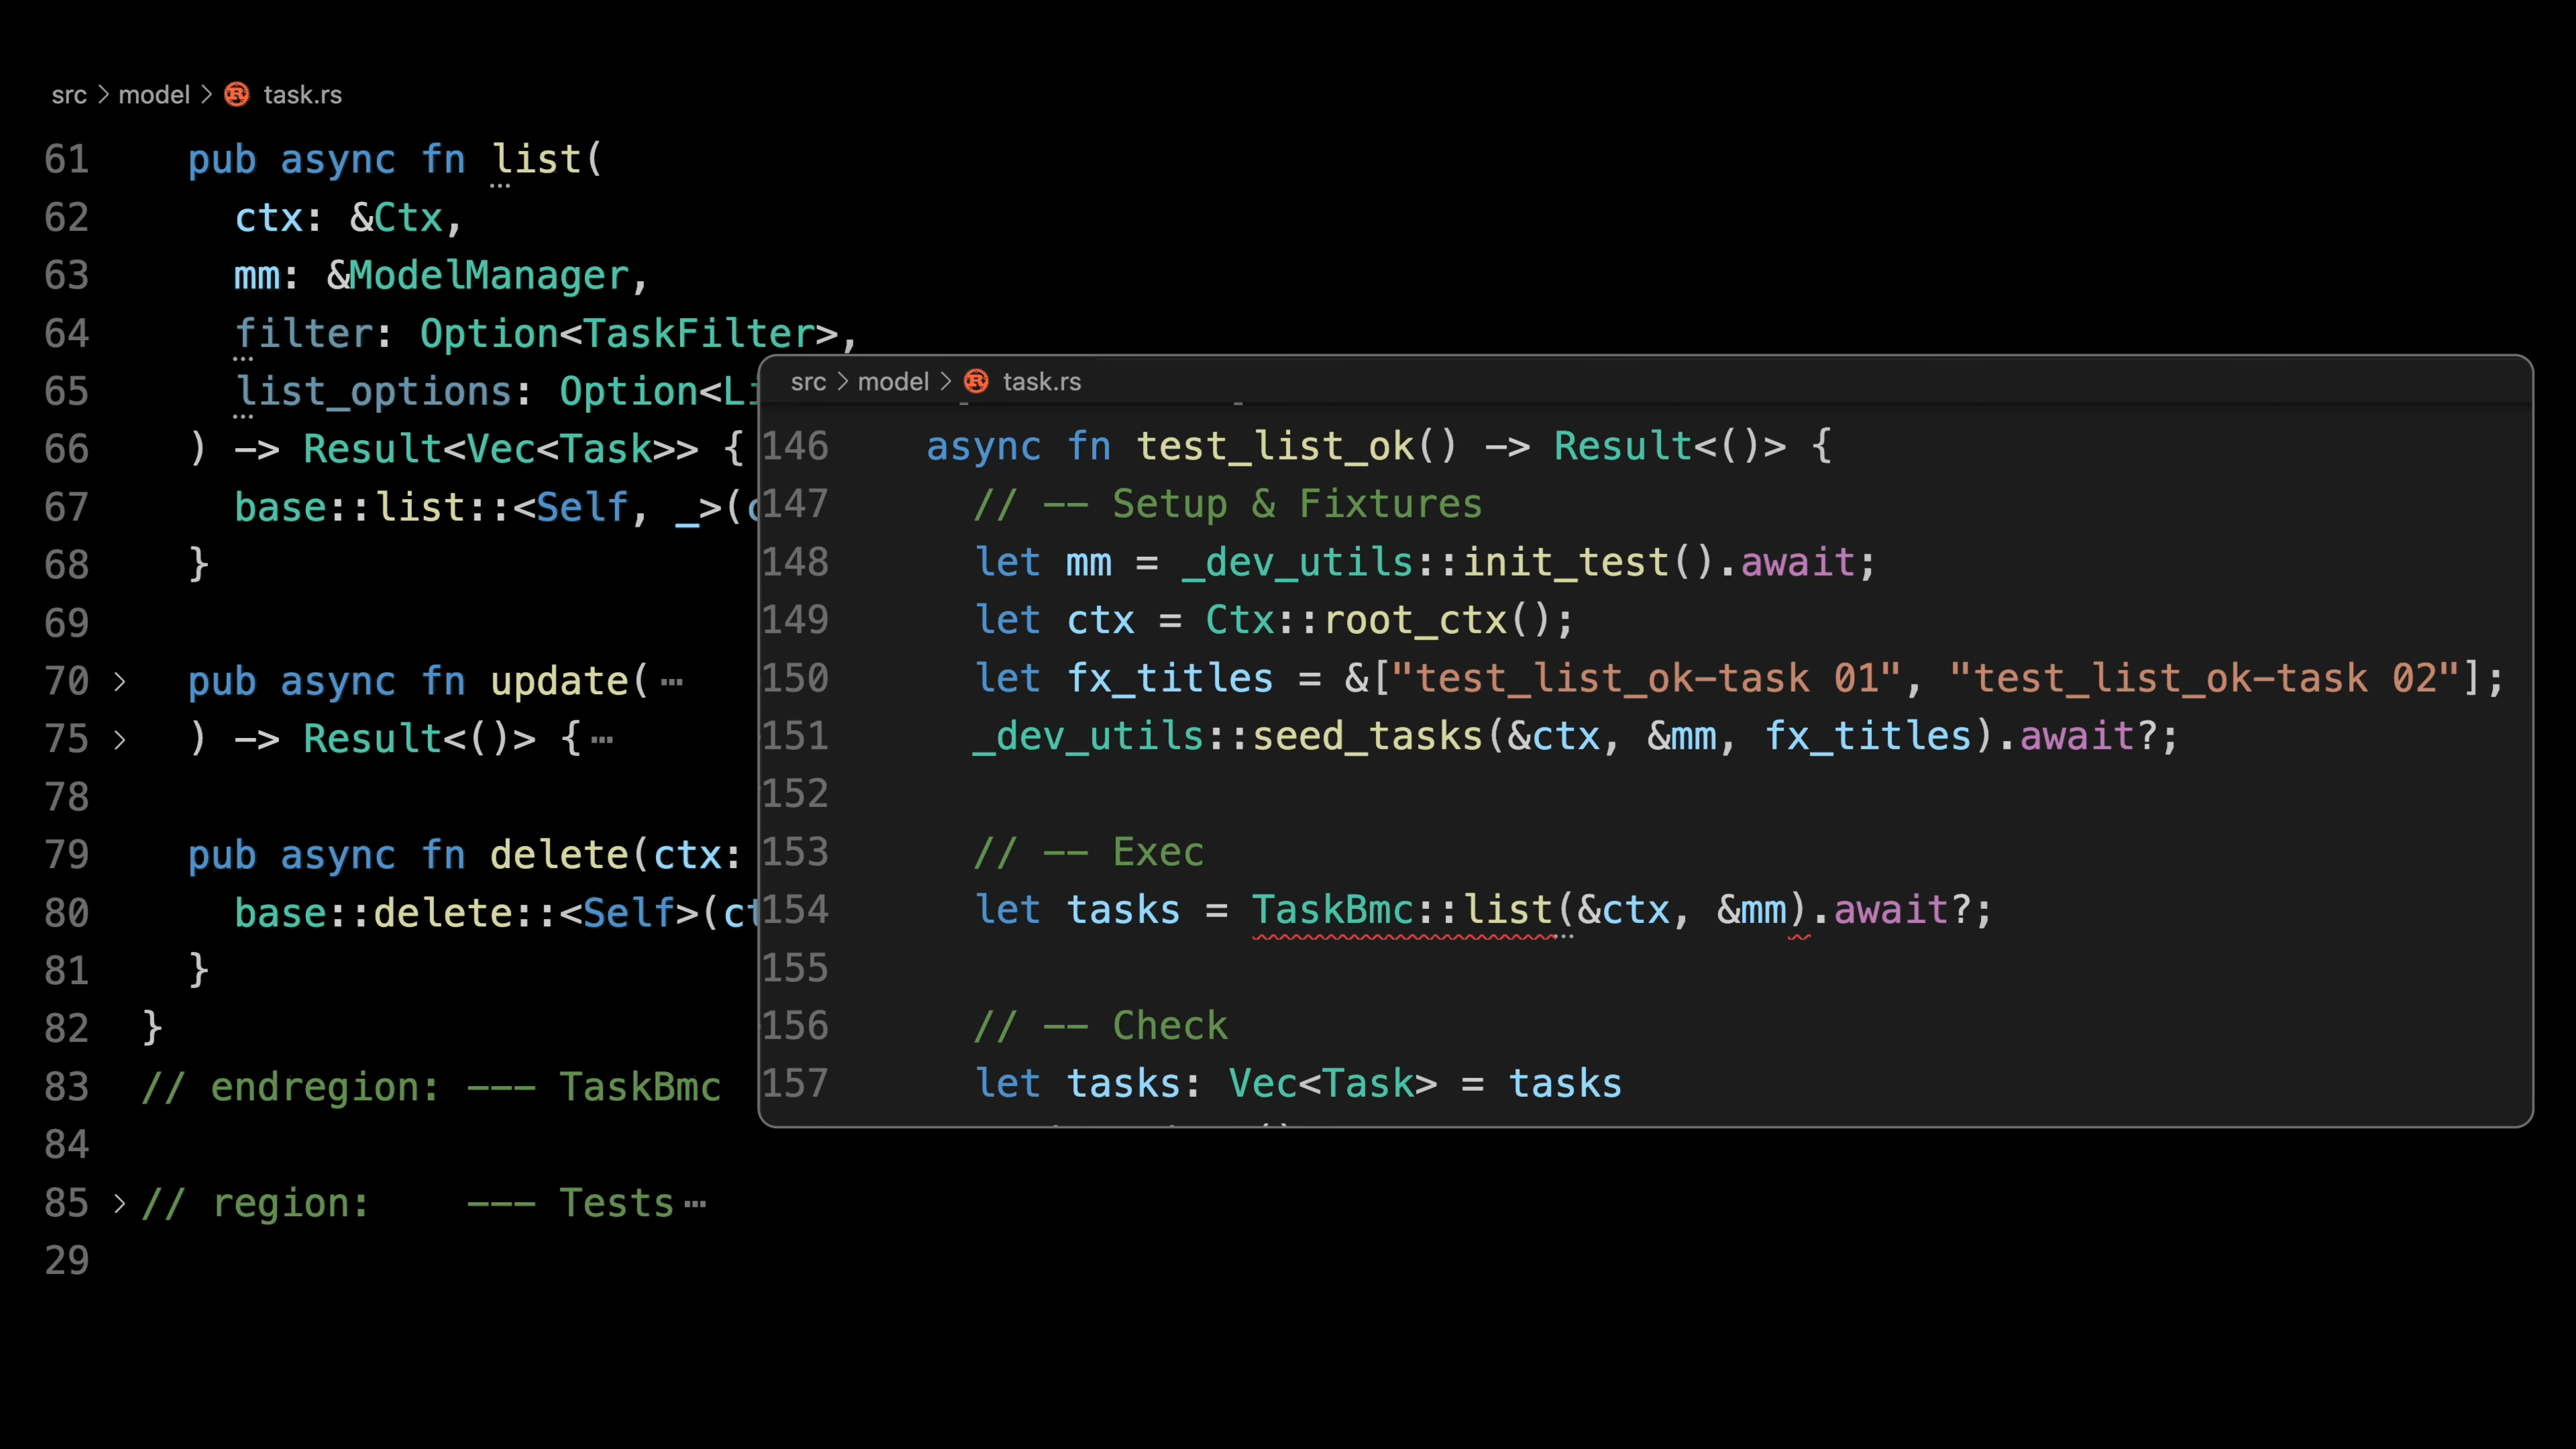 src > model > task.rs
61 pub async fn list(
62 ctx: &Ctx,
63 mm: &ModelManager,
64 filter: Option<TaskFilter>,
65 list_options: Option<Li
66 ) -> Result<Vec<Task>> {
67 base::list::<Self, _>(c
68 }
69
70 > pub async fn update( ⋯
75 > ) -> Result<()> { ⋯
78
79 pub async fn delete(ctx:
80 base::delete::<Self>(ct
81 }
82 }
83 // endregion: --- TaskBmc
84
85 > // region:    --- Tests ⋯
29
src > model > task.rs
146 async fn test_list_ok() -> Result<()> {
147 // -- Setup & Fixtures
148 let mm = _dev_utils::init_test().await;
149 let ctx = Ctx::root_ctx();
150 let fx_titles = &["test_list_ok-task 01", "test_list_ok-task 02"];
151 _dev_utils::seed_tasks(&ctx, &mm, fx_titles).await?;
152
153 // -- Exec
154 let tasks = TaskBmc::list(&ctx, &mm).await?;
155
156 // -- Check
157 let tasks: Vec<Task> = tasks